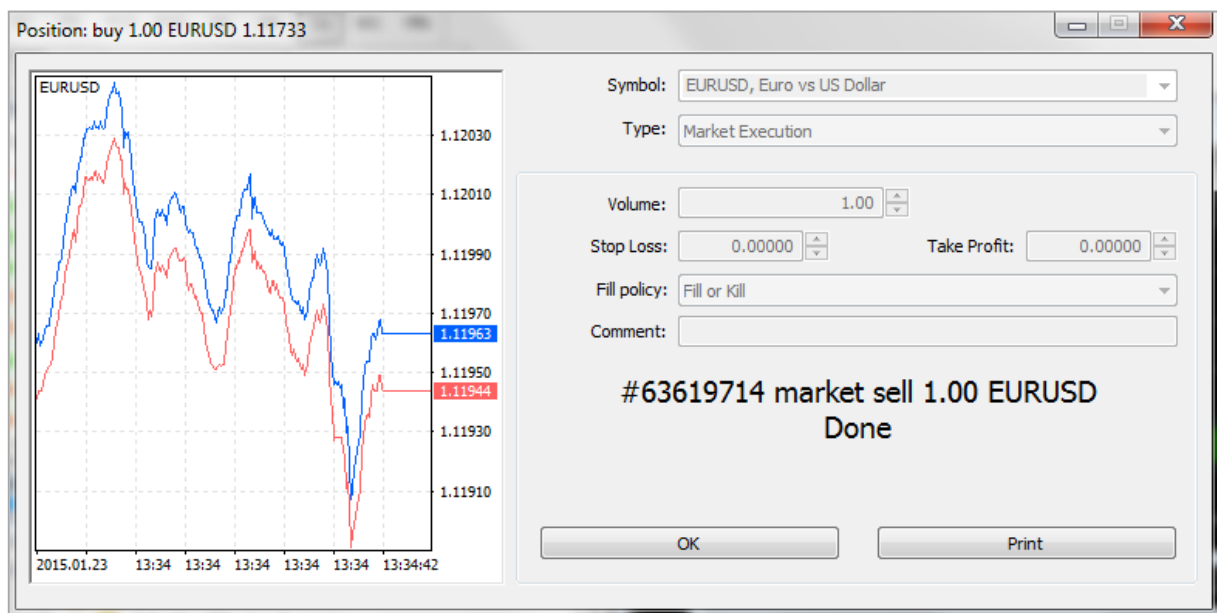 Position: buy 1.00 EURUSD 1.11733
EURUSD
1.12030
1.12010
1.11990
1.11970
1.11963
1.11950
1.11944
1.11930
1.11910
2015.01.23 13:34 13:34 13:34 13:34 13:34 13:34:42
Symbol: EURUSD, Euro vs US Dollar
Type: Market Execution
Volume: 1.00
Stop Loss: 0.00000 Take Profit: 0.00000
Fill policy: Fill or Kill
Comment:
#63619714 market sell 1.00 EURUSD
Done
OK Print